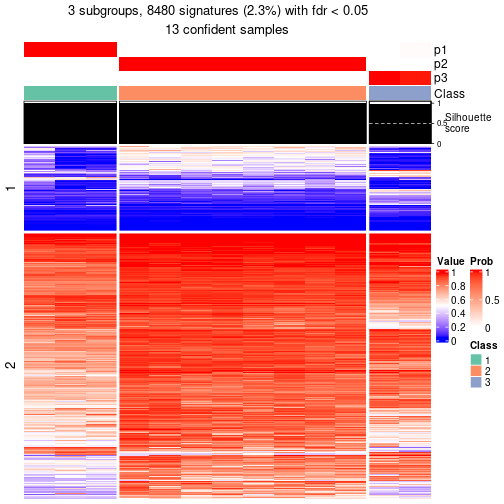 3 subgroups, 8480 signatures (2.3%) with fdr < 0.05
13 confident samples
p1
p2
p3
Class
1
0.5
0
Silhouette
score
1
2
Value
1
0.8
0.6
0.4
0.2
0
Prob
1
0.5
0
Class
1
2
3